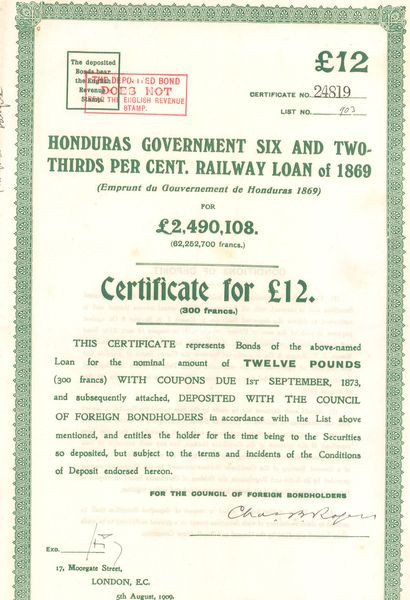 £12
The deposited
Bonds bear
the English
Revenue
Stamp.
THE DEPOSITED BOND
DOES NOT
THE ENGLISH REVENUE
STAMP.
CERTIFICATE NO. 24819
LIST NO. 903
HONDURAS GOVERNMENT SIX AND TWO-
THIRDS PER CENT. RAILWAY LOAN of 1869
(Emprunt du Gouvernement de Honduras 1869)
FOR
£2,490,108.
(62,252,700 francs.)
Certificate for £12.
(300 francs.)
THIS CERTIFICATE represents Bonds of the above-named
Loan for the nominal amount of TWELVE POUNDS
(300 francs) WITH COUPONS DUE 1ST SEPTEMBER, 1873,
and subsequently attached, DEPOSITED WITH THE COUNCIL
OF FOREIGN BONDHOLDERS in accordance with the List above
mentioned, and entitles the holder for the time being to the Securities
so deposited, but subject to the terms and incidents of the Conditions
of Deposit endorsed hereon.
FOR THE COUNCIL OF FOREIGN BONDHOLDERS
Exd.
17, Moorgate Street,
LONDON, E.C.
5th August, 1909.